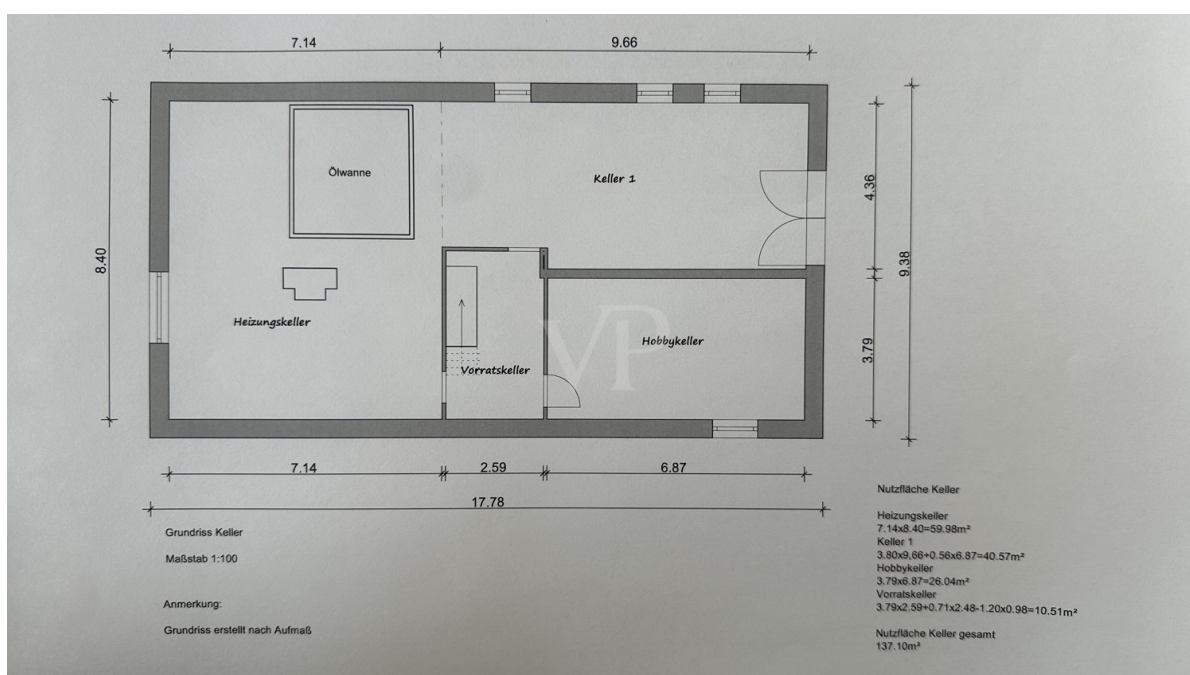 7.14
9.66
Ölwanne
Keller 1
8.40
4.36
9.38
Heizungskeller
VP
Hobbykeller
3.79
Vorratskeller
7.14
2.59
6.87
17.78
Grundriss Keller
Maßstab 1:100
Anmerkung:
Grundriss erstellt nach Aufmaß
Nutzfläche Keller
Heizungskeller
7.14x8.40=59.98m²
Keller 1
3.80x9,66+0.56x6.87=40.57m²
Hobbykeller
3.79x6.87=26.04m²
Vorratskeller
3.79x2.59+0.71x2.48-1.20x0.98=10.51m²
Nutzfläche Keller gesamt
137.10m²